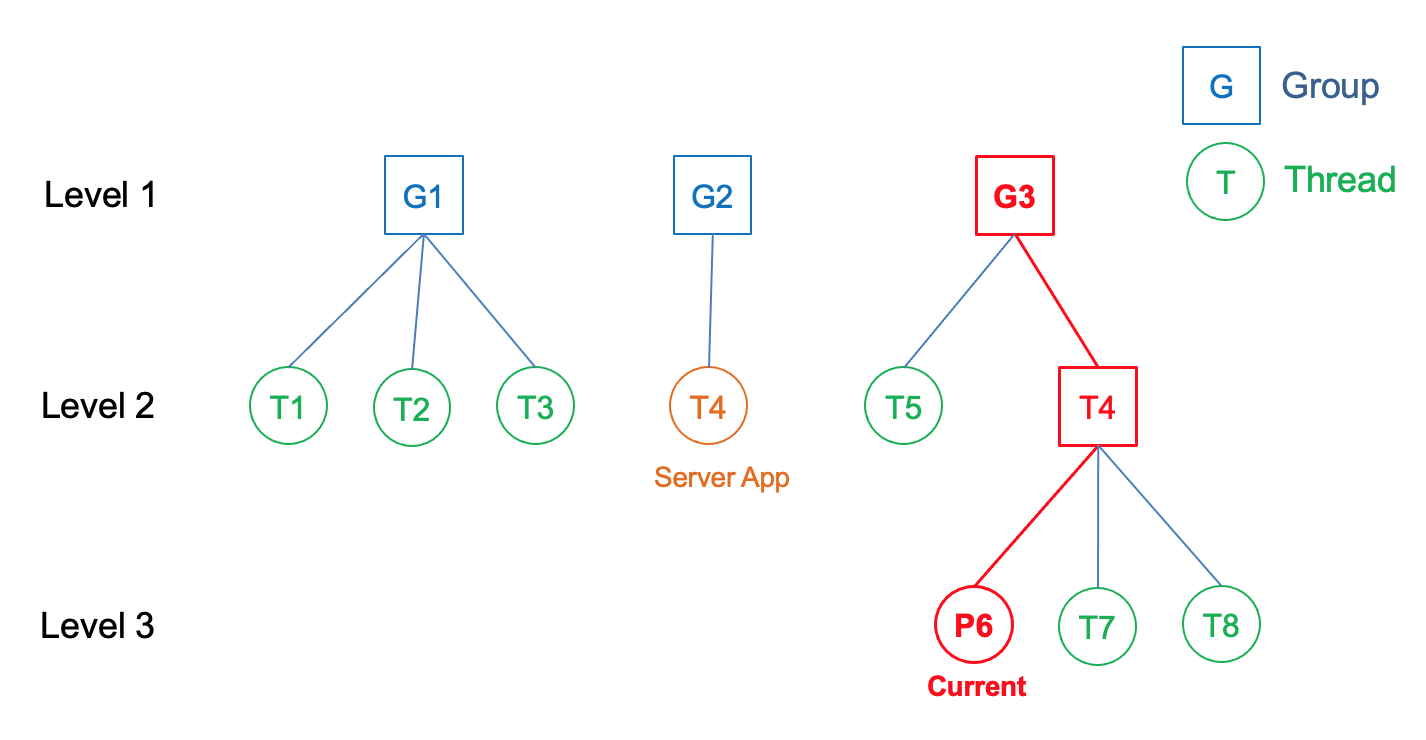 G Group
T Thread
Level 1 G1 G2 G3
Level 2 T1 T2 T3 T4 T5 T4
Server App
Level 3 P6 T7 T8
Current